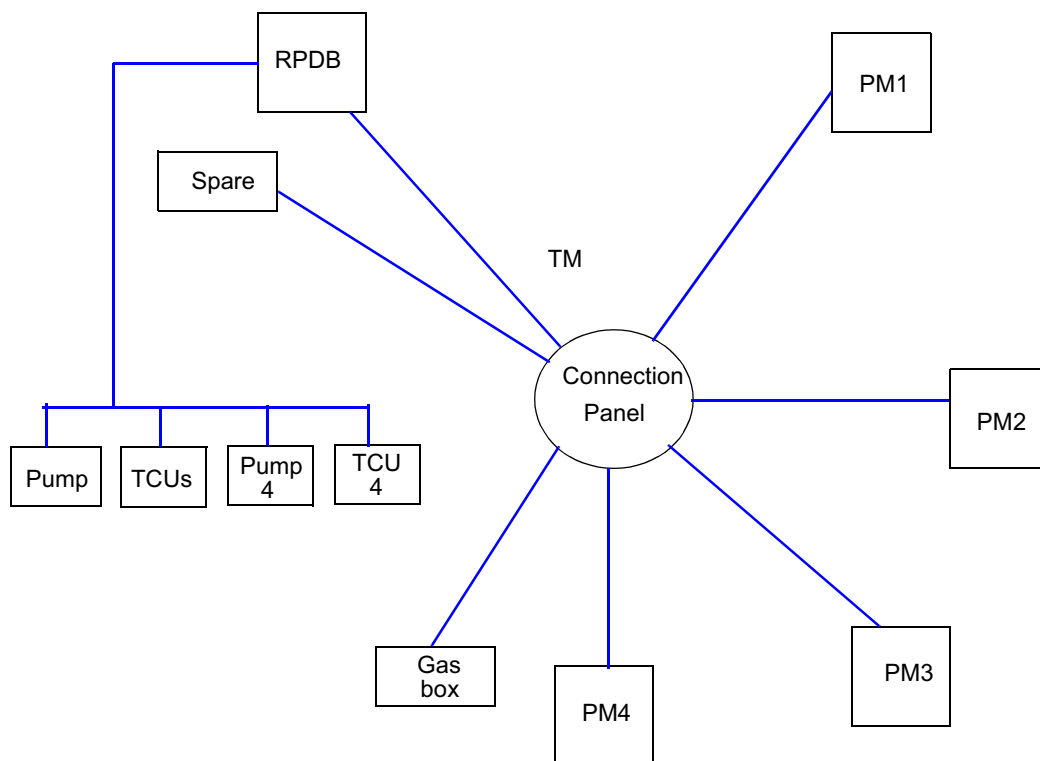 RPDB
PM1
Spare
TM
Connection
Panel
PM2
Pump
TCUs
Pump
4
TCU
4
Gas
box
PM4
PM3